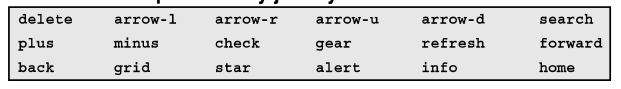 delete arrow-l arrow-r arrow-u arrow-d search
plus minus check gear refresh forward
back grid star alert info home